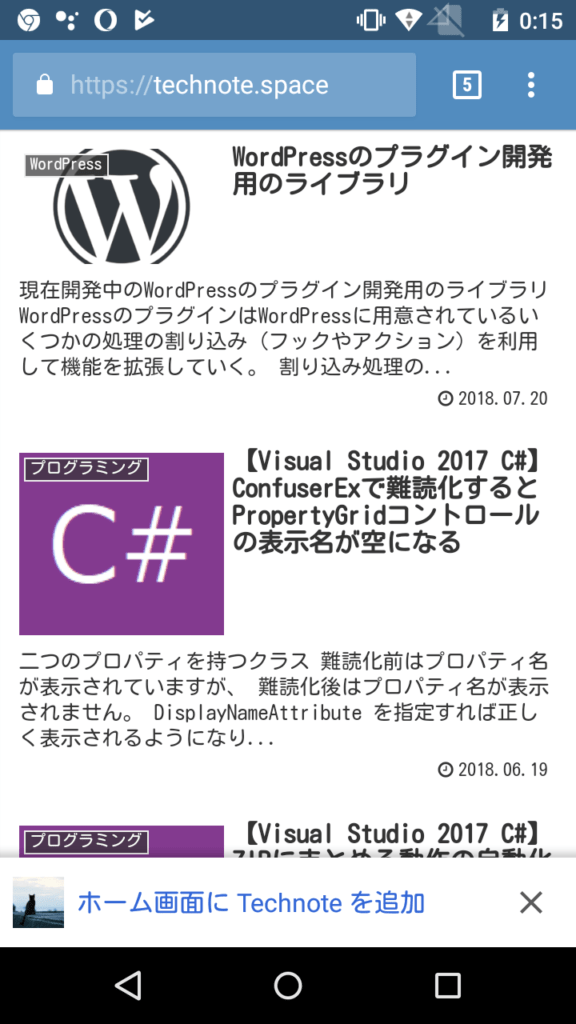 0:15
https://technote.space
5
WordPress
WordPressのプラグイン開発
用のライブラリ
現在開発中のWordPressのプラグイン開発用のライブラリ
WordPressのプラグインはWordPressに用意されているい
くつかの処理の割り込み（フックやアクション）を利用
して機能を拡張していく。 割り込み処理の...
2018.07.20
プログラミング
C#
【Visual Studio 2017 C#】
ConfuserExで難読化すると
PropertyGridコントロール
の表示名が空になる
二つのプロパティを持つクラス 難読化前はプロパティ名
が表示されていますが、 難読化後はプロパティ名が表示
されません。 DisplayNameAttribute を指定すれば正し
く表示されるようになり...
2018.06.19
プログラミング
【Visual Studio 2017 C#】
ZIPにまとめる動作の自動化
ホーム画面に Technote を追加